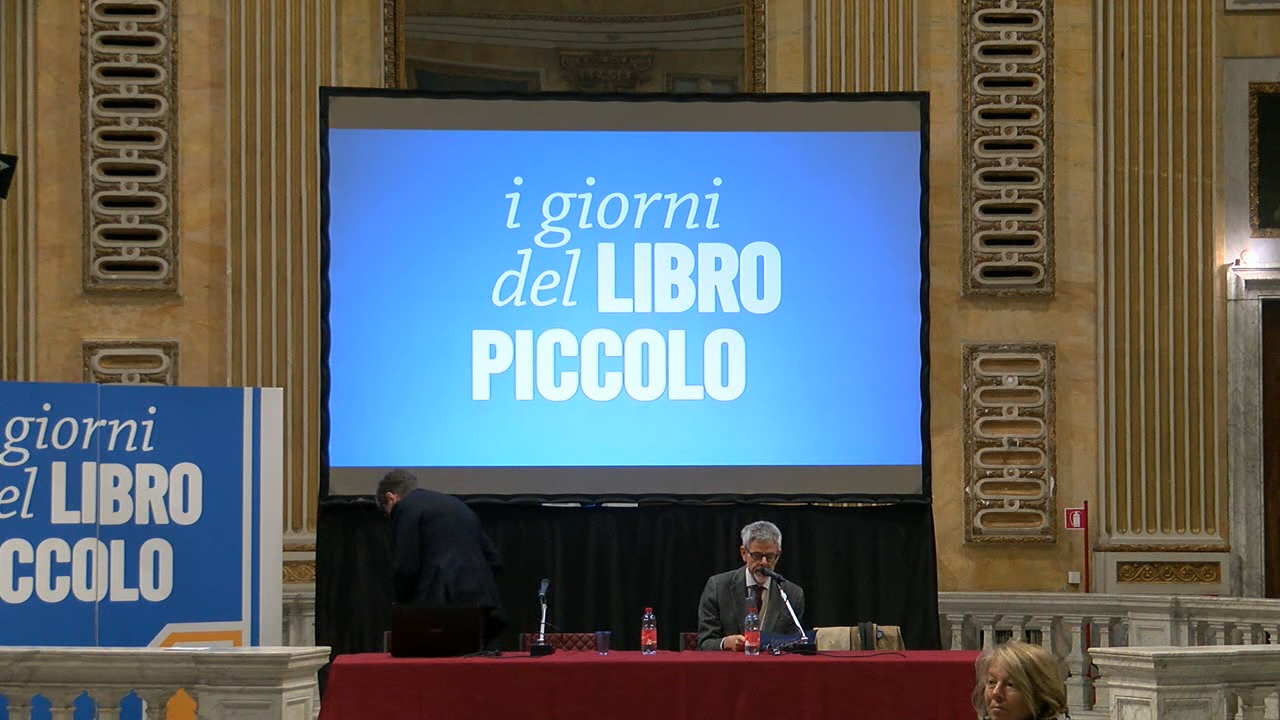 i giorni
del LIBRO
PICCOLO
giorni
el LIBRO
CCOLO